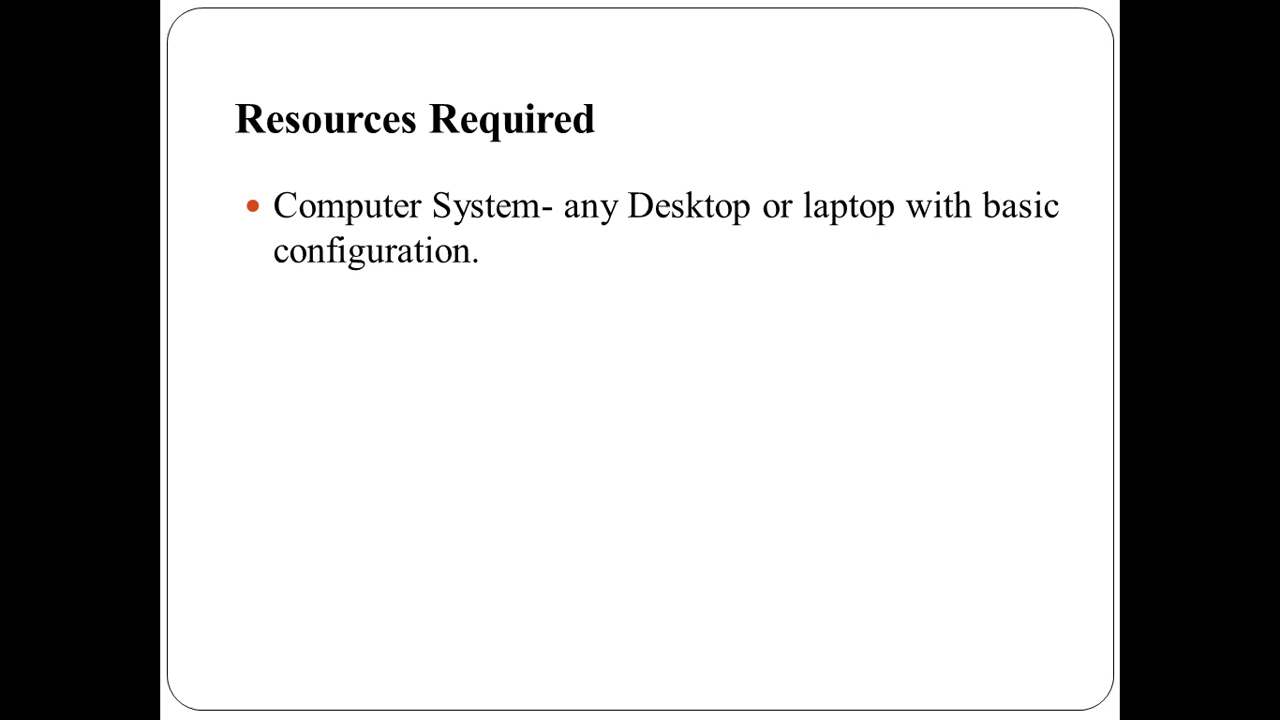 Resources Required
Computer System- any Desktop or laptop with basic
configuration.